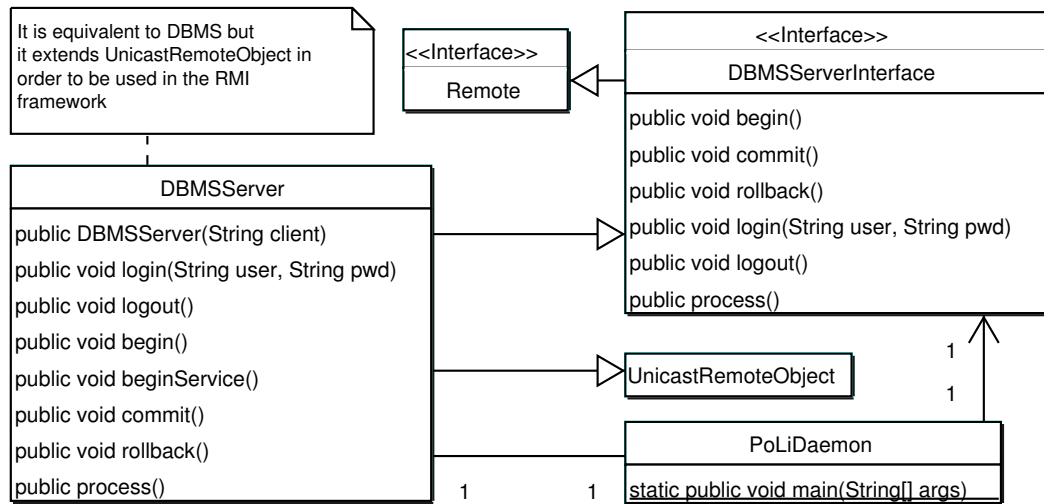 It is equivalent to DBMS but
it extends UnicastRemoteObject in
order to be used in the RMI
framework
<<Interface>>
Remote
<<Interface>>
DBMSServerInterface
public void begin()
public void commit()
public void rollback()
public void login(String user, String pwd)
public void logout()
public process()
DBMSServer
public DBMSServer(String client)
public void login(String user, String pwd)
public void logout()
public void begin()
public void beginService()
public void commit()
public void rollback()
public process()
UnicastRemoteObject
1
1
PoLiDaemon
static public void main(String[] args)
1
1